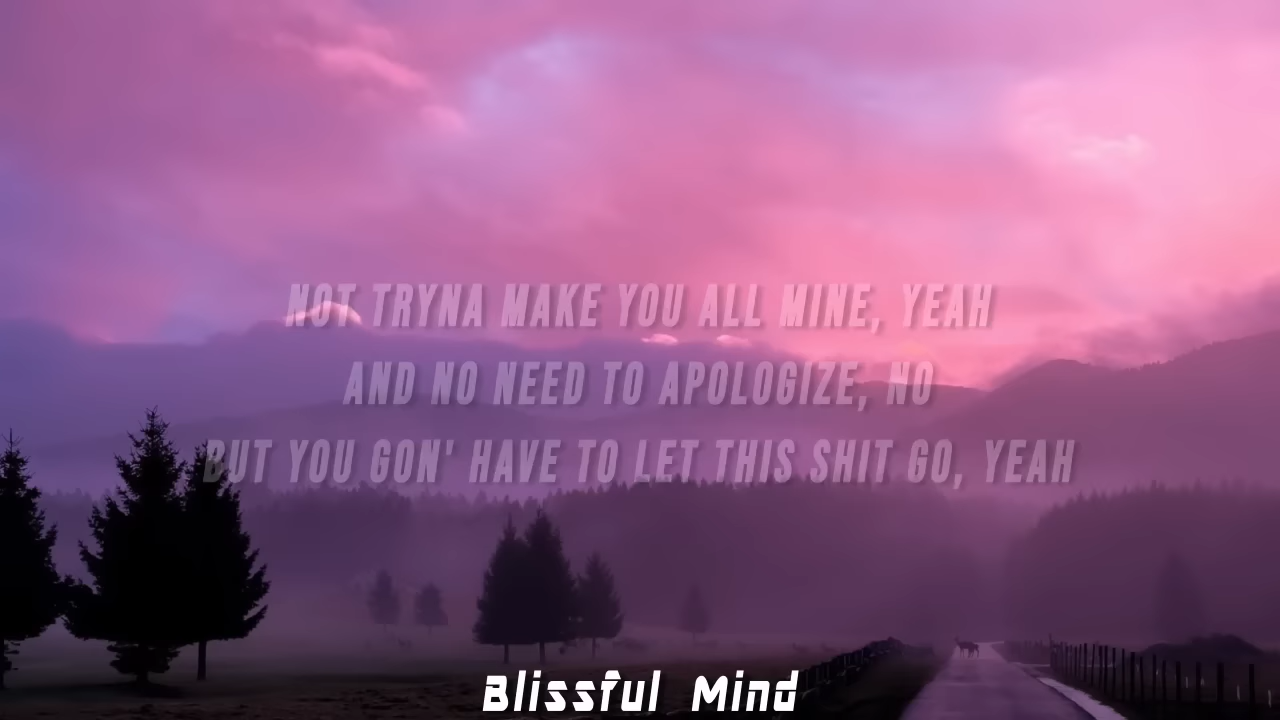 NOT TRYNA MAKE YOU ALL MINE, YEAH
AND NO NEED TO APOLOGIZE, NO
BUT YOU GON' HAVE TO LET THIS SHIT GO, YEAH
Blissful Mind